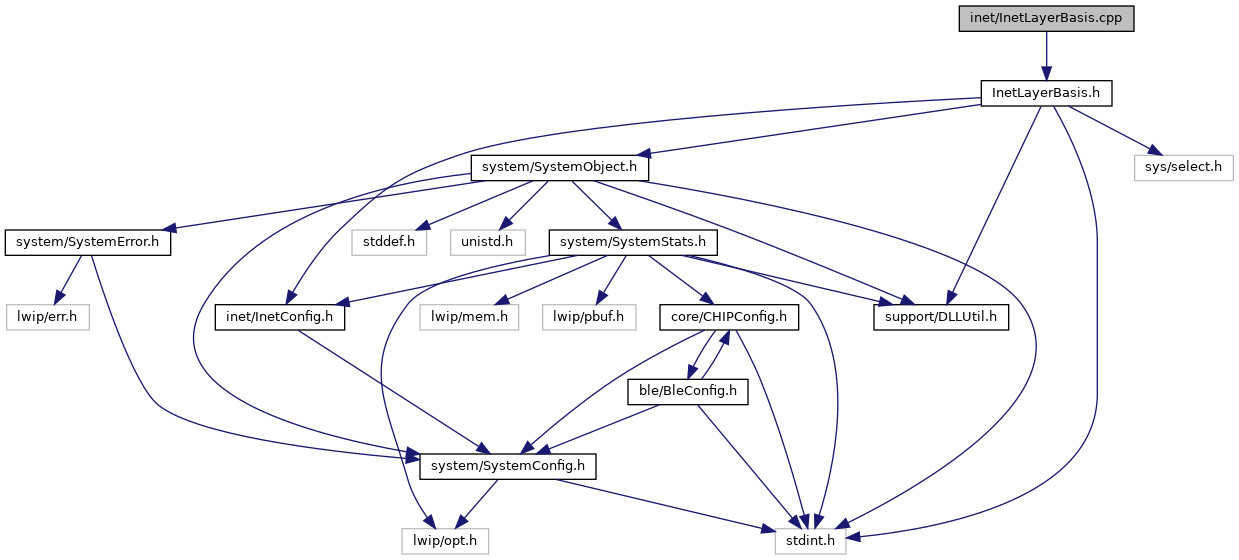 inet/InetLayerBasis.cpp
InetLayerBasis.h
system/SystemObject.h
sys/select.h
system/SystemError.h
stddef.h
unistd.h
system/SystemStats.h
lwip/err.h
inet/InetConfig.h
lwip/mem.h
lwip/pbuf.h
core/CHIPConfig.h
support/DLLUtil.h
ble/BleConfig.h
system/SystemConfig.h
lwip/opt.h
stdint.h